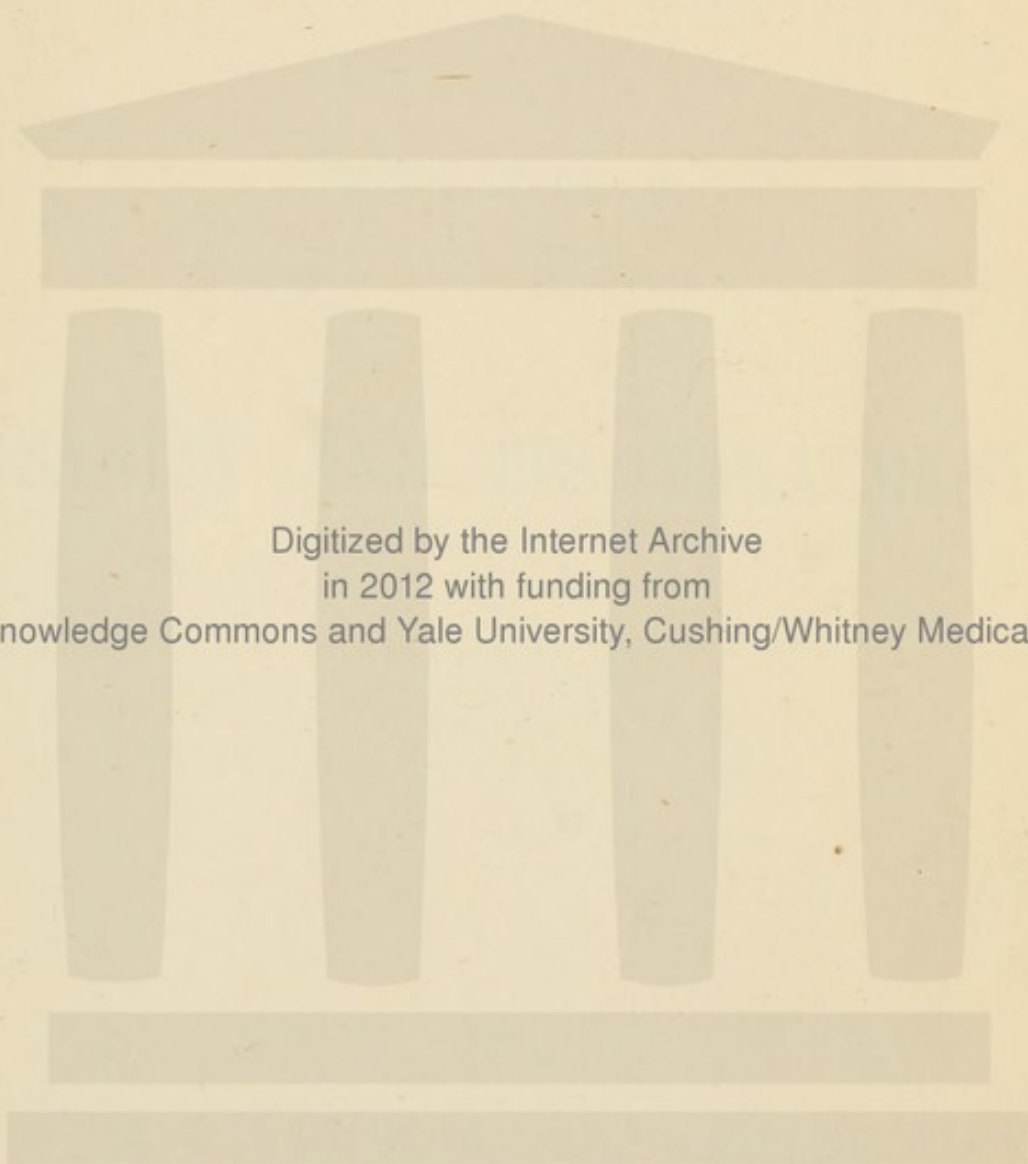 Digitized by the Internet Archive
in 2012 with funding from
nowledge Commons and Yale University, Cushing/Whitney Medica